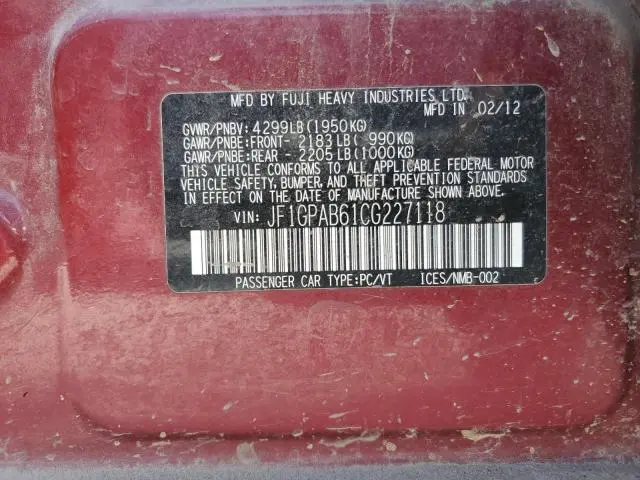 MFD BY FUJI HEAVY INDUSTRIES LTD.
MFD IN 02/12
GVWR/PNBV: 4299LB(1950KG)
GAWR/PNBE:FRONT- 2183LB( 990KG)
GAWR/PNBE:REAR - 2205LB(1000KG)
THIS VEHICLE CONFORMS TO ALL APPLICABLE FEDERAL MOTOR
VEHICLE SAFETY, BUMPER, AND THEFT PREVENTION STANDARDS
IN EFFECT ON THE DATE OF MANUFACTURE SHOWN ABOVE.
VIN: JF1GPAB61CG227118
PASSENGER CAR TYPE:PC/VT ICES/NMB-002